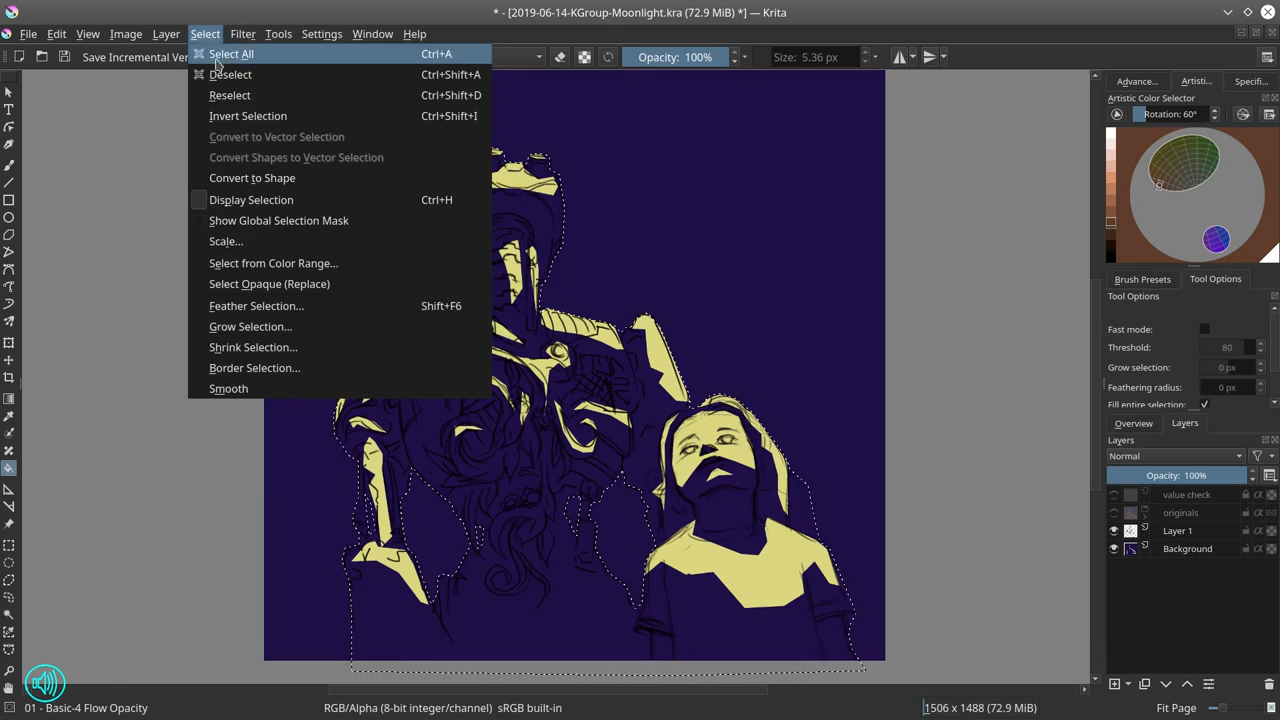 * - [2019-06-14-KGroup-Moonlight.kra (72.9 MiB) *] — Krita
File Edit View Image Layer Select Filter Tools Settings Window Help
Save Incremental Ver
Opacity: 100%
Size: 5.36 px
Select All Ctrl+A
Deselect Ctrl+Shift+A
Reselect Ctrl+Shift+D
Invert Selection Ctrl+Shift+I
Convert to Vector Selection
Convert Shapes to Vector Selection
Convert to Shape
Display Selection Ctrl+H
Show Global Selection Mask
Scale...
Select from Color Range...
Select Opaque (Replace)
Feather Selection... Shift+F6
Grow Selection...
Shrink Selection...
Border Selection...
Smooth
Advance... Artisti... Specifi...
Artistic Color Selector
Rotation: 60°
Brush Presets Tool Options
Tool Options
Fast mode:
Threshold: 80
Grow selection: 0 px
Feathering radius: 0 px
Fill entire selection: ✓
Overview Layers
Layers
Normal
Opacity: 100%
value check
originals
Layer 1
Background
01 - Basic-4 Flow Opacity
RGB/Alpha (8-bit integer/channel) sRGB built-in
1506 x 1488 (72.9 MiB)
Fit Page